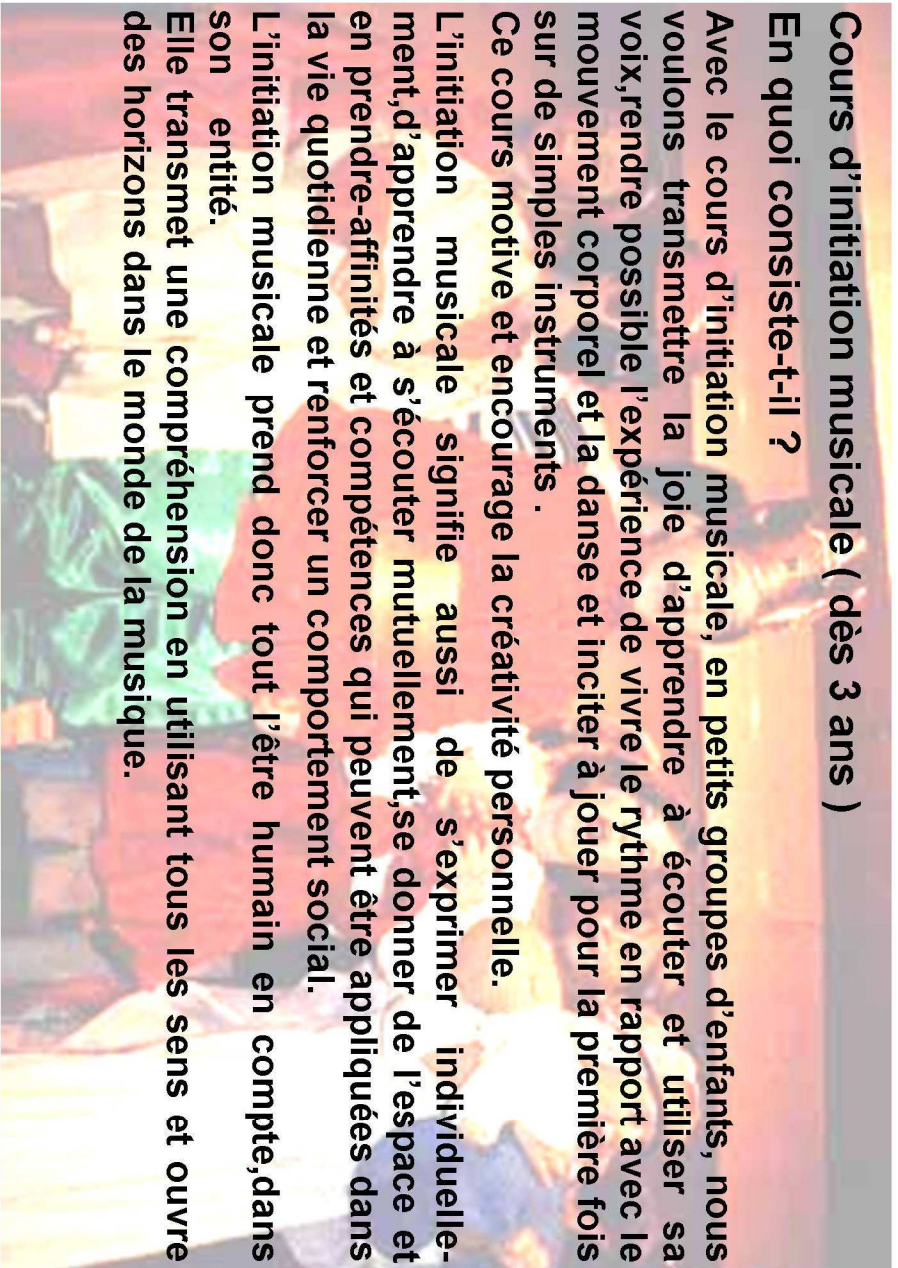 Cours d'initiation musicale ( dès 3 ans )
En quoi consiste-t-il ?
Avec le cours d'initiation musicale, en petits groupes d'enfants, nous
voulons transmettre la joie d'apprendre à écouter et utiliser sa
voix,rendre possible l'expérience de vivre le rythme en rapport avec le
mouvement corporel et la danse et inciter à jouer pour la première fois
sur de simples instruments .
Ce cours motive et encourage la créativité personnelle.
L'initiation musicale signifie aussi de s'exprimer individuelle-
ment,d'apprendre à s'écouter mutuellement,se donner de l'espace et
en prendre-affinités et compétences qui peuvent être appliquées dans
la vie quotidienne et renforcer un comportement social.
L'initiation musicale prend donc tout l'être humain en compte,dans
son entité.
Elle transmet une compréhension en utilisant tous les sens et ouvre
des horizons dans le monde de la musique.